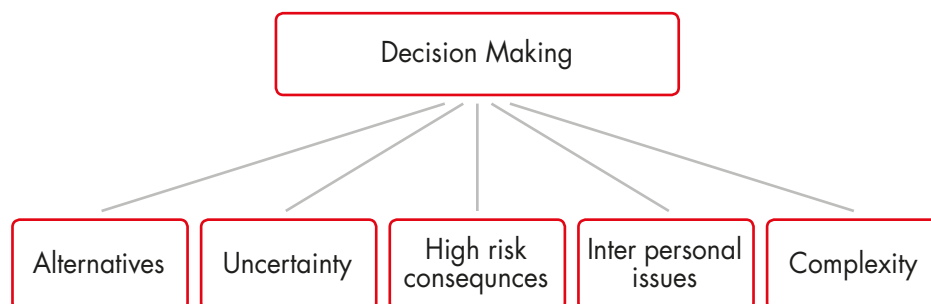 Decision Making
Alternatives
Uncertainty
High risk
consequnces
Inter personal
issues
Complexity